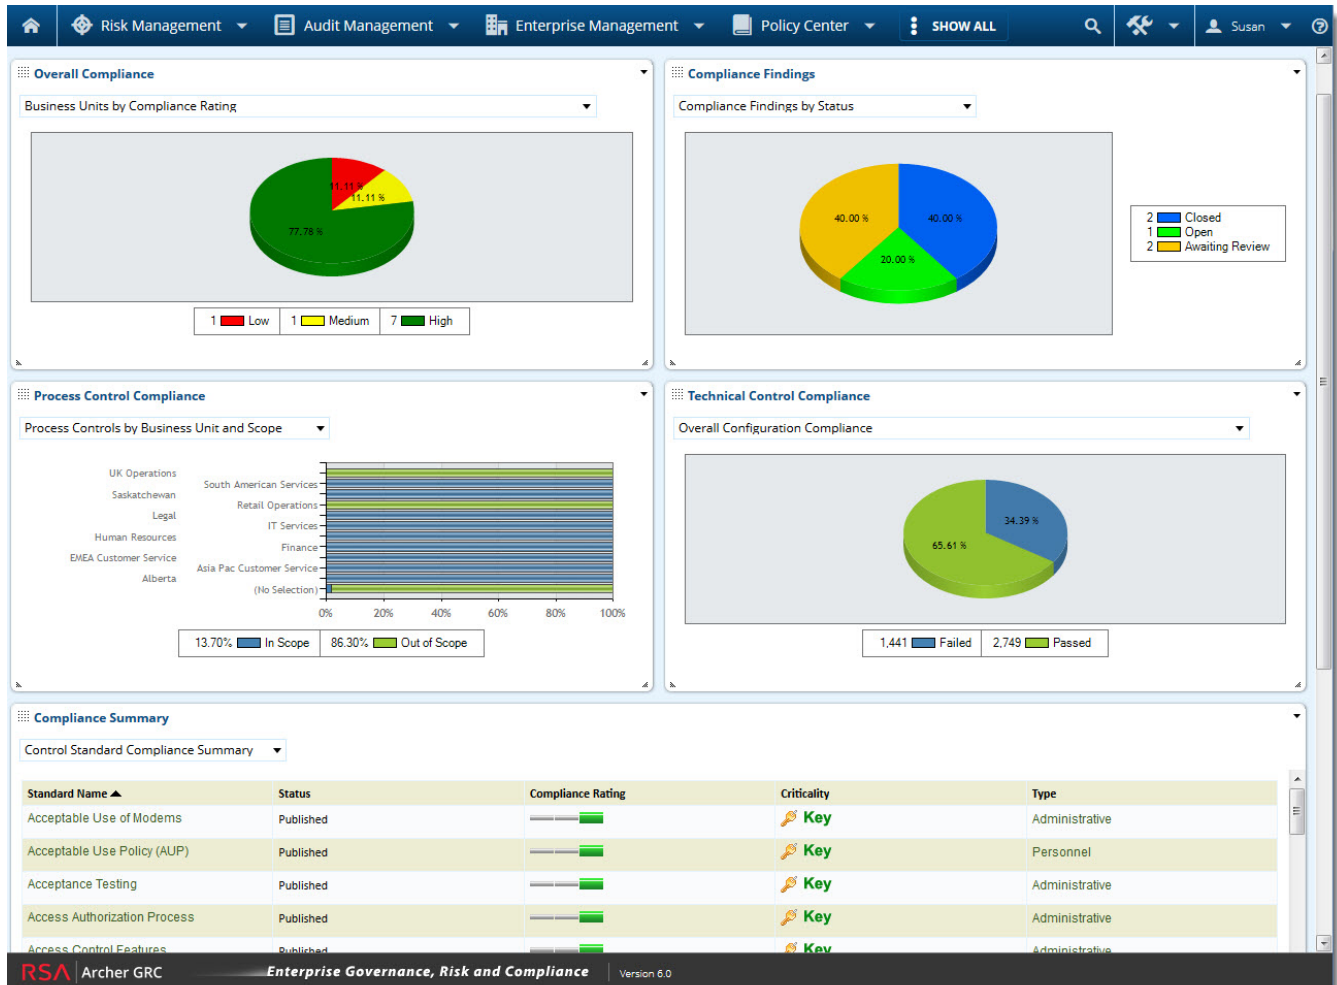 Risk Management Audit Management Enterprise Management Policy Center SHOW ALL Susan
Overall Compliance
Business Units by Compliance Rating
11.11 %
11.11 %
77.78 %
1 Low 1 Medium 7 High
Compliance Findings
Compliance Findings by Status
40.00 %
40.00 %
20.00 %
2 Closed
1 Open
2 Awaiting Review
Process Control Compliance
Process Controls by Business Unit and Scope
UK Operations
South American Services
Saskatchewan
Retail Operations
Legal
IT Services
Human Resources
Finance
EMEA Customer Service
Asia Pac Customer Service
Alberta
(No Selection)
0% 20% 40% 60% 80% 100%
13.70% In Scope 86.30% Out of Scope
Technical Control Compliance
Overall Configuration Compliance
34.39 %
65.61 %
1,441 Failed 2,749 Passed
Compliance Summary
Control Standard Compliance Summary
Standard Name Status Compliance Rating Criticality Type
Acceptable Use of Modems Published Key Administrative
Acceptable Use Policy (AUP) Published Key Personnel
Acceptance Testing Published Key Administrative
Access Authorization Process Published Key Administrative
Access Control Features Published Key Administrative
RSA Archer GRC Enterprise Governance, Risk and Compliance Version 6.0